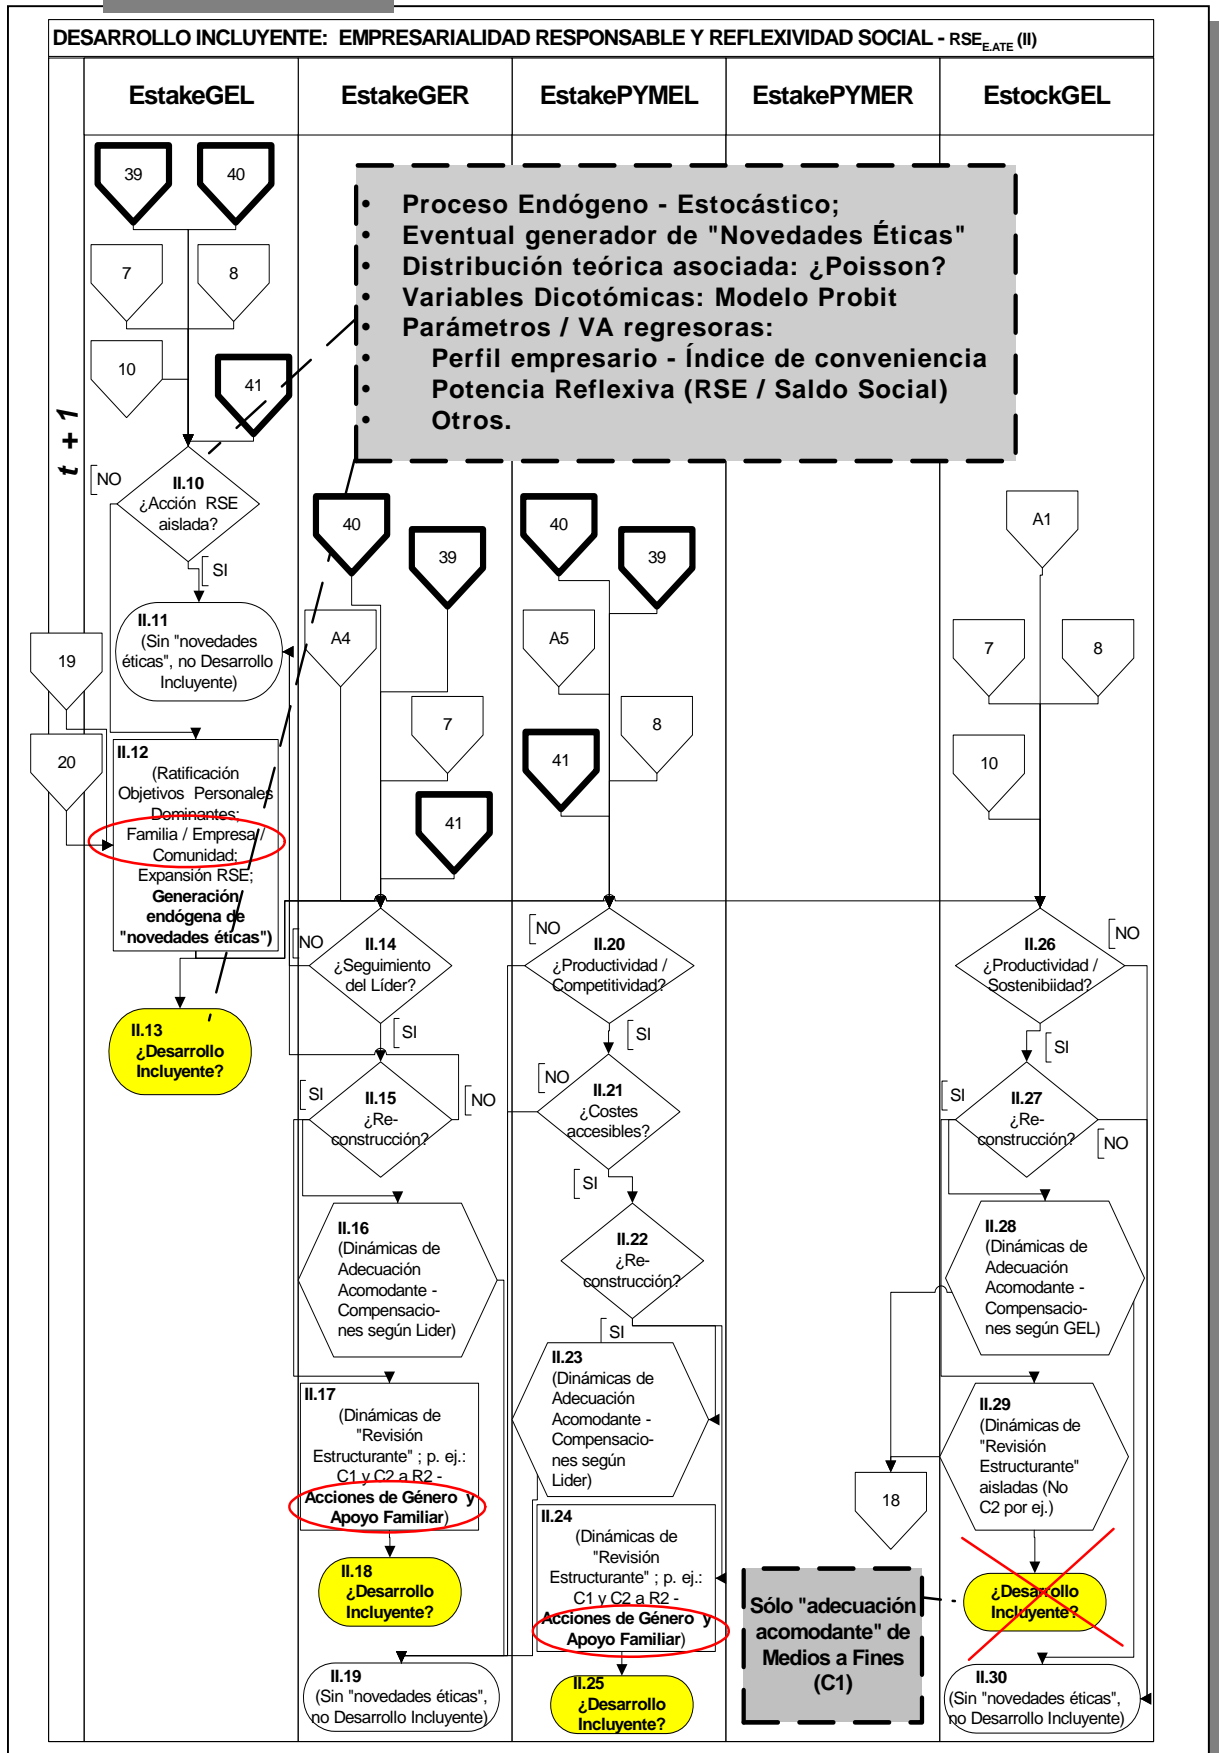 DESARROLLO INCLUYENTE: EMPRESARIALIDAD RESPONSABLE Y REFLEXIVIDAD SOCIAL - RSE E.ATE (II)
EstakeGEL
EstakeGER
EstakePYMEL
EstakePYMER
EstockGEL
t + 1
39
40
7
8
10
41
• Proceso Endógeno - Estocástico;
• Eventual generador de "Novedades Éticas"
• Distribución teórica asociada: ¿Poisson?
• Variables Dicotómicas: Modelo Probit
• Parámetros / VA regresoras:
• Perfil empresario - Índice de conveniencia
• Potencia Reflexiva (RSE / Saldo Social)
• Otros.
NO
II.10
¿Acción RSE
aislada?
SI
II.11
(Sin "novedades
éticas", no Desarrollo
Incluyente)
19
20
II.12
(Ratificación
Objetivos Personales
Dominantes;
Familia / Empresa /
Comunidad;
Expansión RSE;
Generación
endógena de
"novedades éticas")
II.13
¿Desarrollo
Incluyente?
40
39
A4
7
41
NO
II.14
¿Seguimiento
del Líder?
SI
SI
II.15
¿Re-
construcción?
NO
II.16
(Dinámicas de
Adecuación
Acomodante -
Compensacio-
nes según Lider)
II.17
(Dinámicas de
"Revisión
Estructurante" ; p. ej.:
C1 y C2 a R2 -
Acciones de Género y
Apoyo Familiar)
II.18
¿Desarrollo
Incluyente?
II.19
(Sin "novedades éticas",
no Desarrollo Incluyente)
40
39
A5
8
41
NO
II.20
¿Productividad /
Competitividad?
SI
NO
II.21
¿Costes
accesibles?
SI
II.22
¿Re-
construcción?
SI
II.23
(Dinámicas de
Adecuación
Acomodante -
Compensacio-
nes según
Lider)
II.24
(Dinámicas de
"Revisión
Estructurante" ; p. ej.:
C1 y C2 a R2 -
Acciones de Género y
Apoyo Familiar)
II.25
¿Desarrollo
Incluyente?
18
Sólo "adecuación
acomodante" de
Medios a Fines
(C1)
A1
7
8
10
II.26
¿Productividad /
Sostenibiidad?
NO
SI
SI
II.27
¿Re-
construcción?
NO
II.28
(Dinámicas de
Adecuación
Acomodante -
Compensacio-
nes según GEL)
II.29
(Dinámicas de
"Revisión
Estructurante"
aisladas (No
C2 por ej.)
¿Desarrollo
Incluyente?
II.30
(Sin "novedades éticas",
no Desarrollo Incluyente)